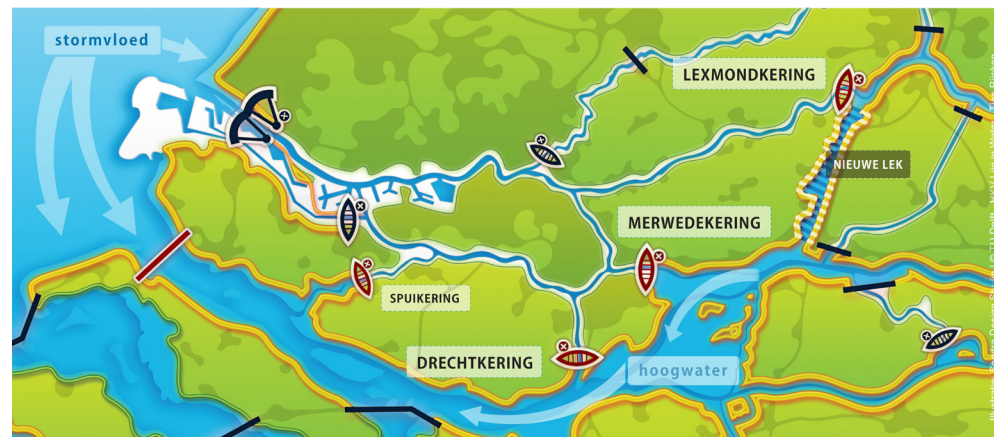 stormvloed
LEXMONDKERING
NIEUWE LEK
MERWEDEKERING
SPUIKERING
DRECHTKERING
hoogwater